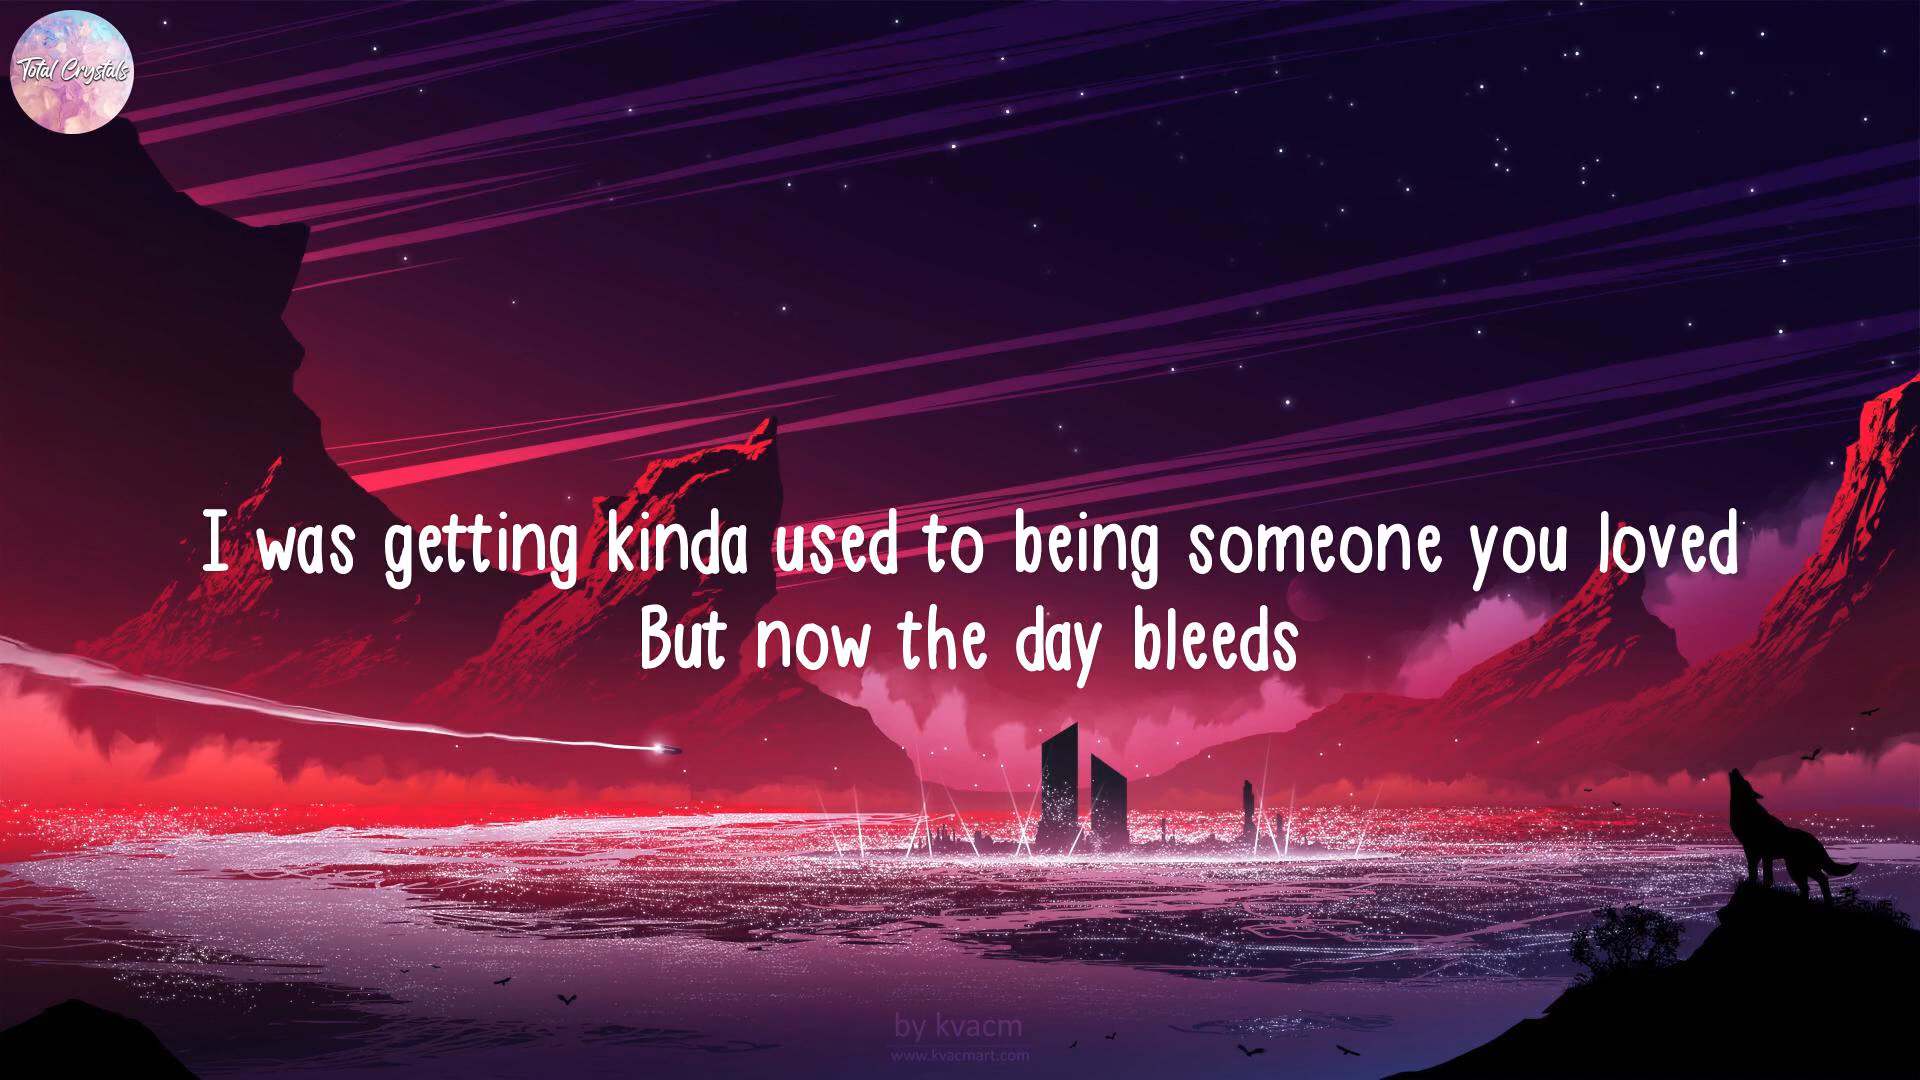 Total Crystals
I was getting kinda used to being someone you loved
But now the day bleeds
by kvacm
www.kvacmart.com